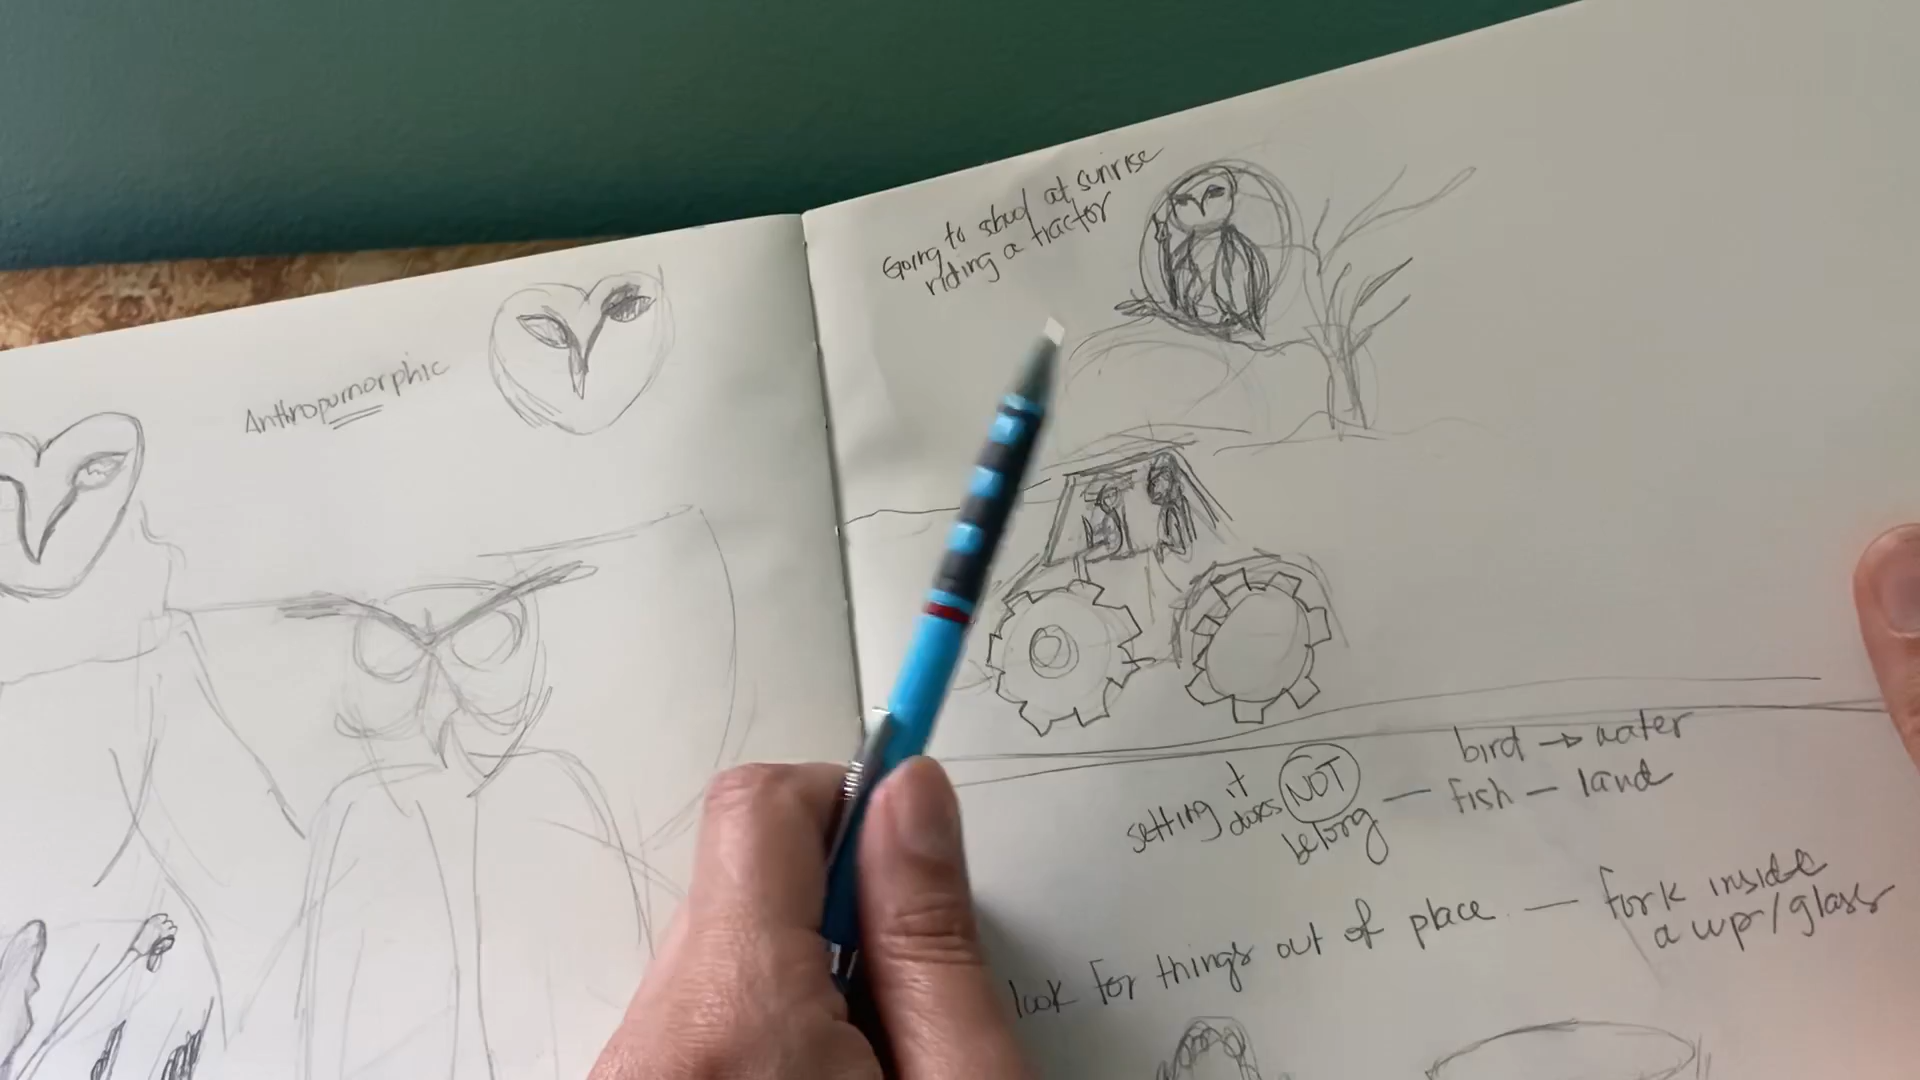 Anthropomorphic
Going to shud at sunrise
riding a tractor
setting it
does NOT
belong — bird → water
fish — land
look for things out of place — fork inside
a cup/glass